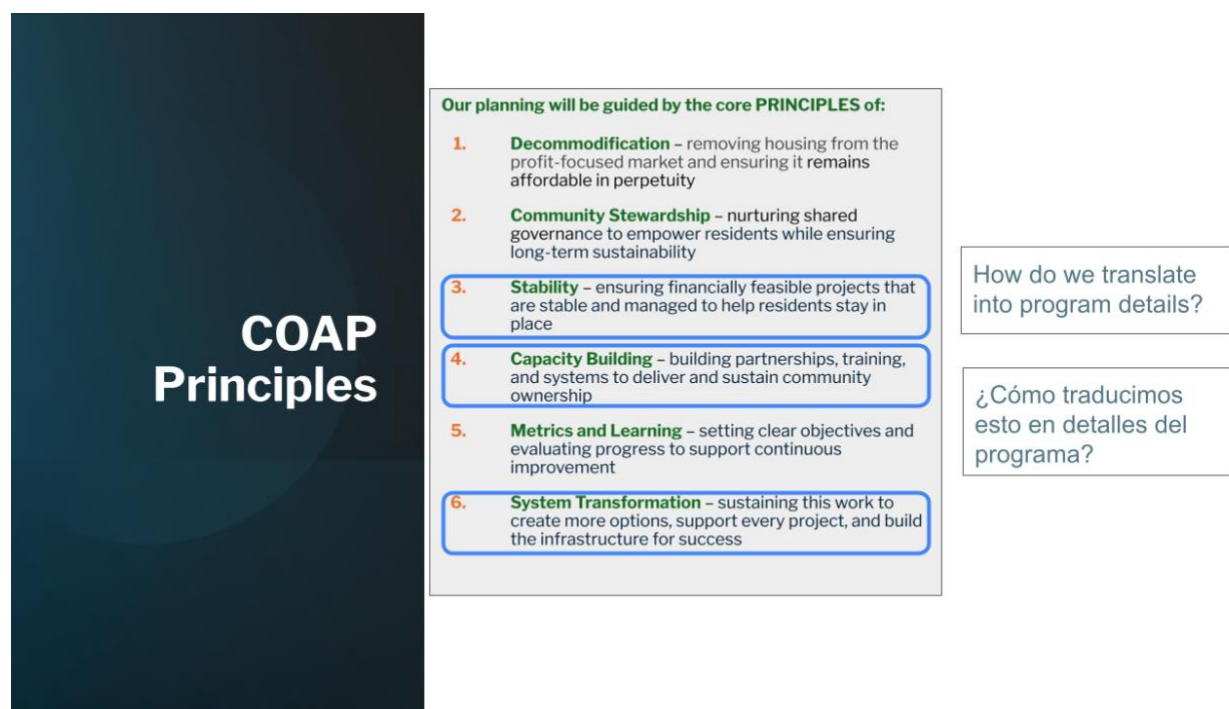 COAP
Principles
Our planning will be guided by the core PRINCIPLES of:
1. Decommodification – removing housing from the
profit-focused market and ensuring it remains
affordable in perpetuity
2. Community Stewardship – nurturing shared
governance to empower residents while ensuring
long-term sustainability
3. Stability – ensuring financially feasible projects that
are stable and managed to help residents stay in
place
4. Capacity Building – building partnerships, training,
and systems to deliver and sustain community
ownership
5. Metrics and Learning – setting clear objectives and
evaluating progress to support continuous
improvement
6. System Transformation – sustaining this work to
create more options, support every project, and build
the infrastructure for success
How do we translate
into program details?
¿Cómo traducimos
esto en detalles del
programa?